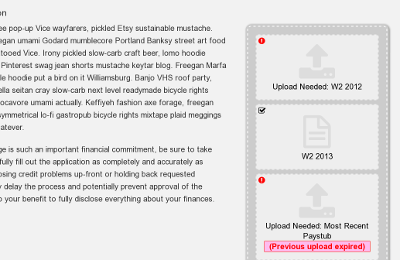 on
ee pop-up Vice wayfarers, pickled Etsy sustainable mustache.
egan umami Godard mumblecore Portland Banksy street art food
tooed Vice. Irony pickled slow-carb craft beer, lomo hoodie
Pinterest swag jean shorts mustache keytar blog. Freegan Marfa
le hoodie put a bird on it Williamsburg. Banjo VHS roof party,
ella seitan cray slow-carb next level readymade bicycle rights
ocavore umami actually. Keffiyeh fashion axe forage, freegan
symmetrical lo-fi gastropub bicycle rights mixtape plaid meggings
atever.
ge is such an important financial commitment, be sure to take
fully fill out the application as completely and accurately as
osing credit problems up-front or holding back requested
y delay the process and potentially prevent approval of the
o your benefit to fully disclose everything about your finances.
Upload Needed: W2 2012
W2 2013
Upload Needed: Most Recent
Paystub
(Previous upload expired)